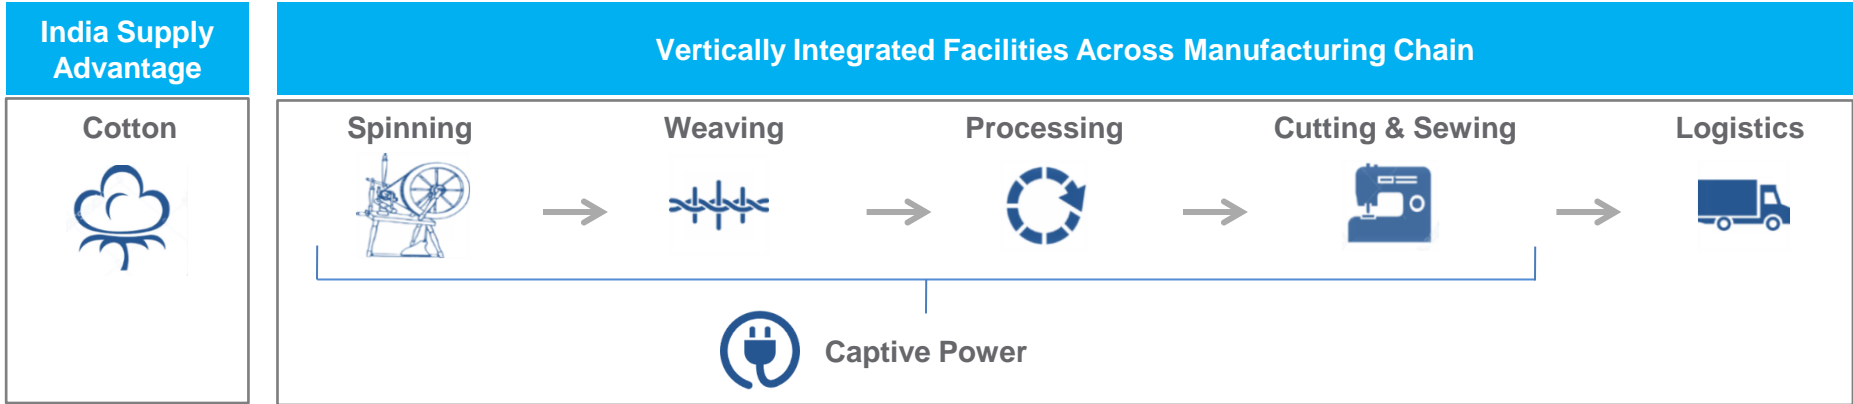 India Supply
Advantage
Vertically Integrated Facilities Across Manufacturing Chain
Cotton
Spinning
Weaving
Processing
Cutting & Sewing
Logistics
Captive Power